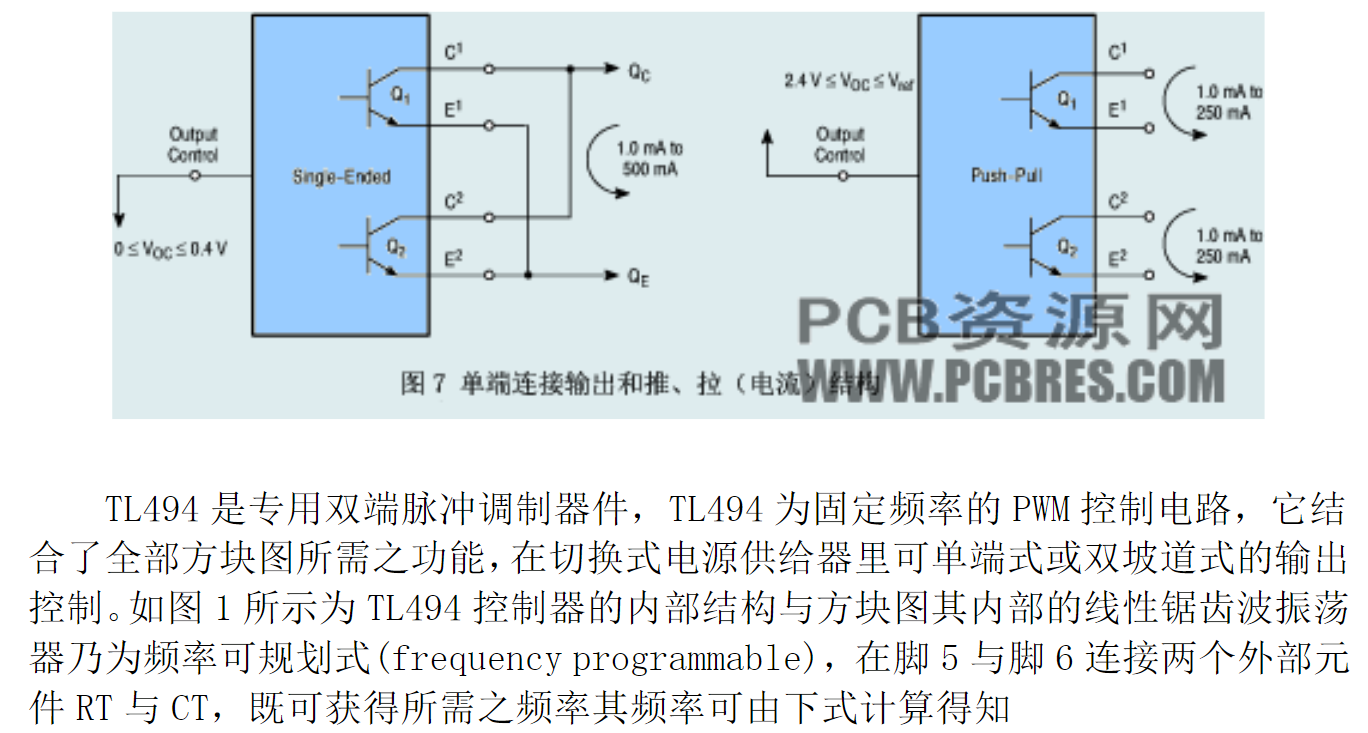 C1
Q1
E1
Output
Control
Single-Ended
C2
Q2
E2
0 ≤ VOC ≤ 0.4 V
QC
1.0 mA to
500 mA
QE
2.4 V ≤ VOC ≤ Vref
Output
Control
C1
Q1
E1
1.0 mA to
250 mA
Push-Pull
C2
Q2
E2
1.0 mA to
250 mA
PCB资源网
WWW.PCBRES.COM
图 7 单端连接输出和推、拉（电流）结构
TL494 是专用双端脉冲调制器件，TL494 为固定频率的 PWM 控制电路，它结
合了全部方块图所需之功能，在切换式电源供给器里可单端式或双坡道式的输出
控制。如图 1 所示为 TL494 控制器的内部结构与方块图其内部的线性锯齿波振荡
器乃为频率可规划式(frequency programmable)，在脚 5 与脚 6 连接两个外部元
件 RT 与 CT，既可获得所需之频率其频率可由下式计算得知